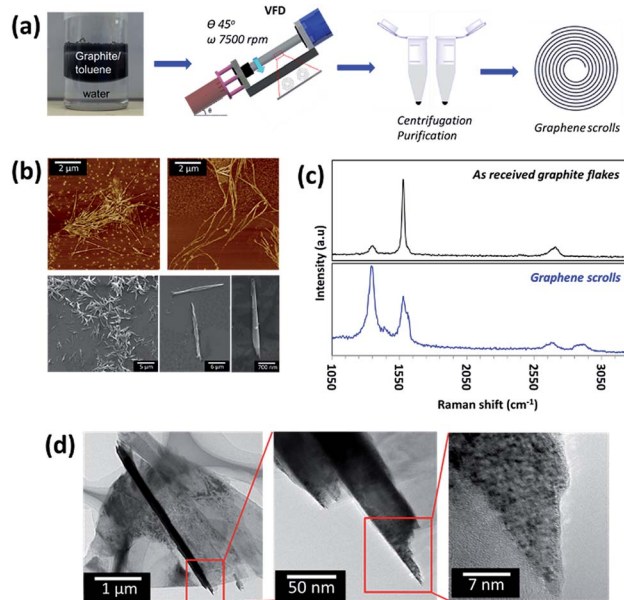 (a)
Graphite/
toluene
water
Θ 45°
ω 7500 rpm
VFD
θ
Centrifugation
Purification
Graphene scrolls
(b)
2 µm
2 µm
5 µm
6 µm
700 nm
(c)
As received graphite flakes
Graphene scrolls
Intensity (a.u)
1050
1550
2050
2550
3050
Raman shift (cm⁻¹)
(d)
1 µm
50 nm
7 nm